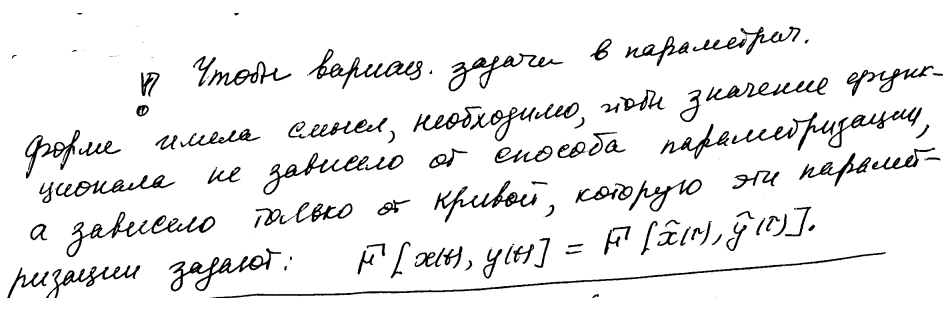 ! Чтобы вариац. задачи в параметрич.
форме имела смысл, необходимо, чтобы значение функ-
ционала не зависело от способа параметризации,
а зависело только от кривой, которую эти парамет-
ризации задают: F [x(t), y(t)] = F [x̃(τ), ỹ(τ)].